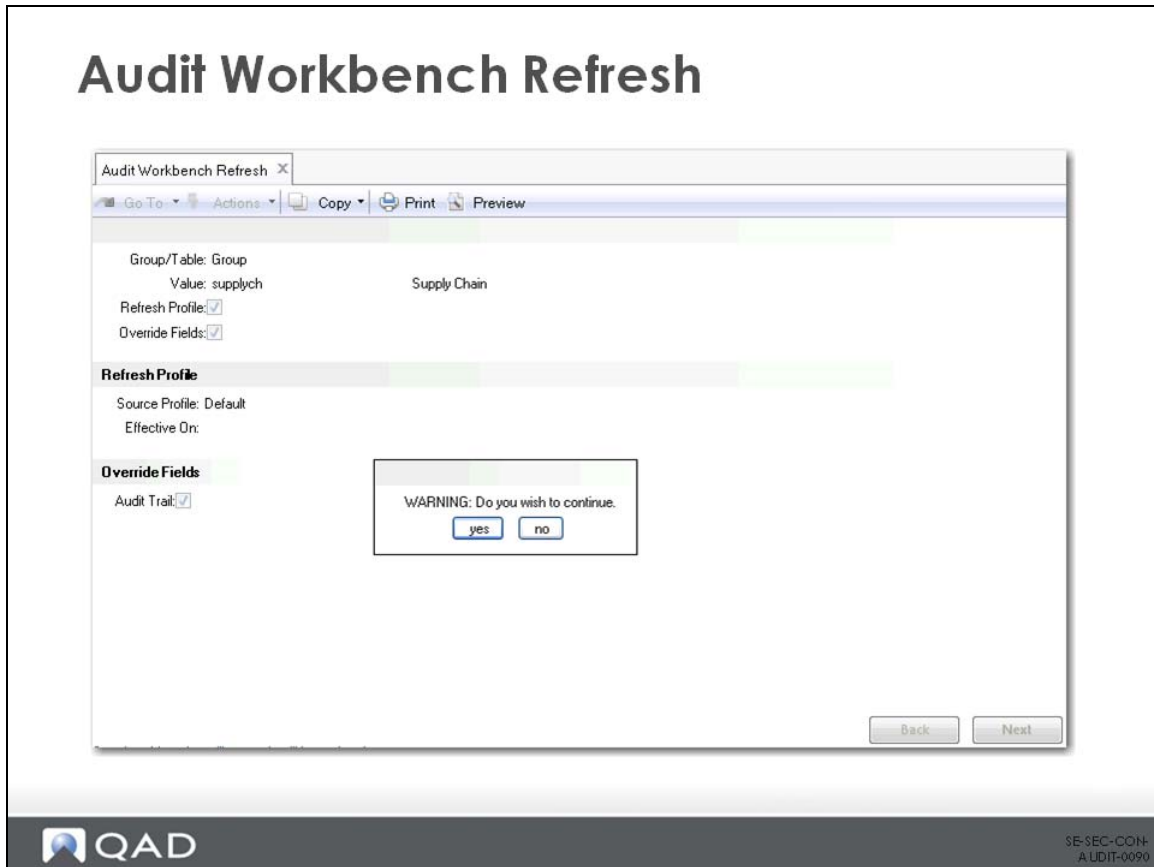 Audit Workbench Refresh
Audit Workbench Refresh X
Go To Actions Copy Print Preview
Group/Table: Group
Value: supplych Supply Chain
Refresh Profile:
Override Fields:
Refresh Profile
Source Profile: Default
Effective On:
Override Fields
Audit Trail:
WARNING: Do you wish to continue.
yes no
Back Next
QAD
SE-SEC-CON-
AUDIT-0090